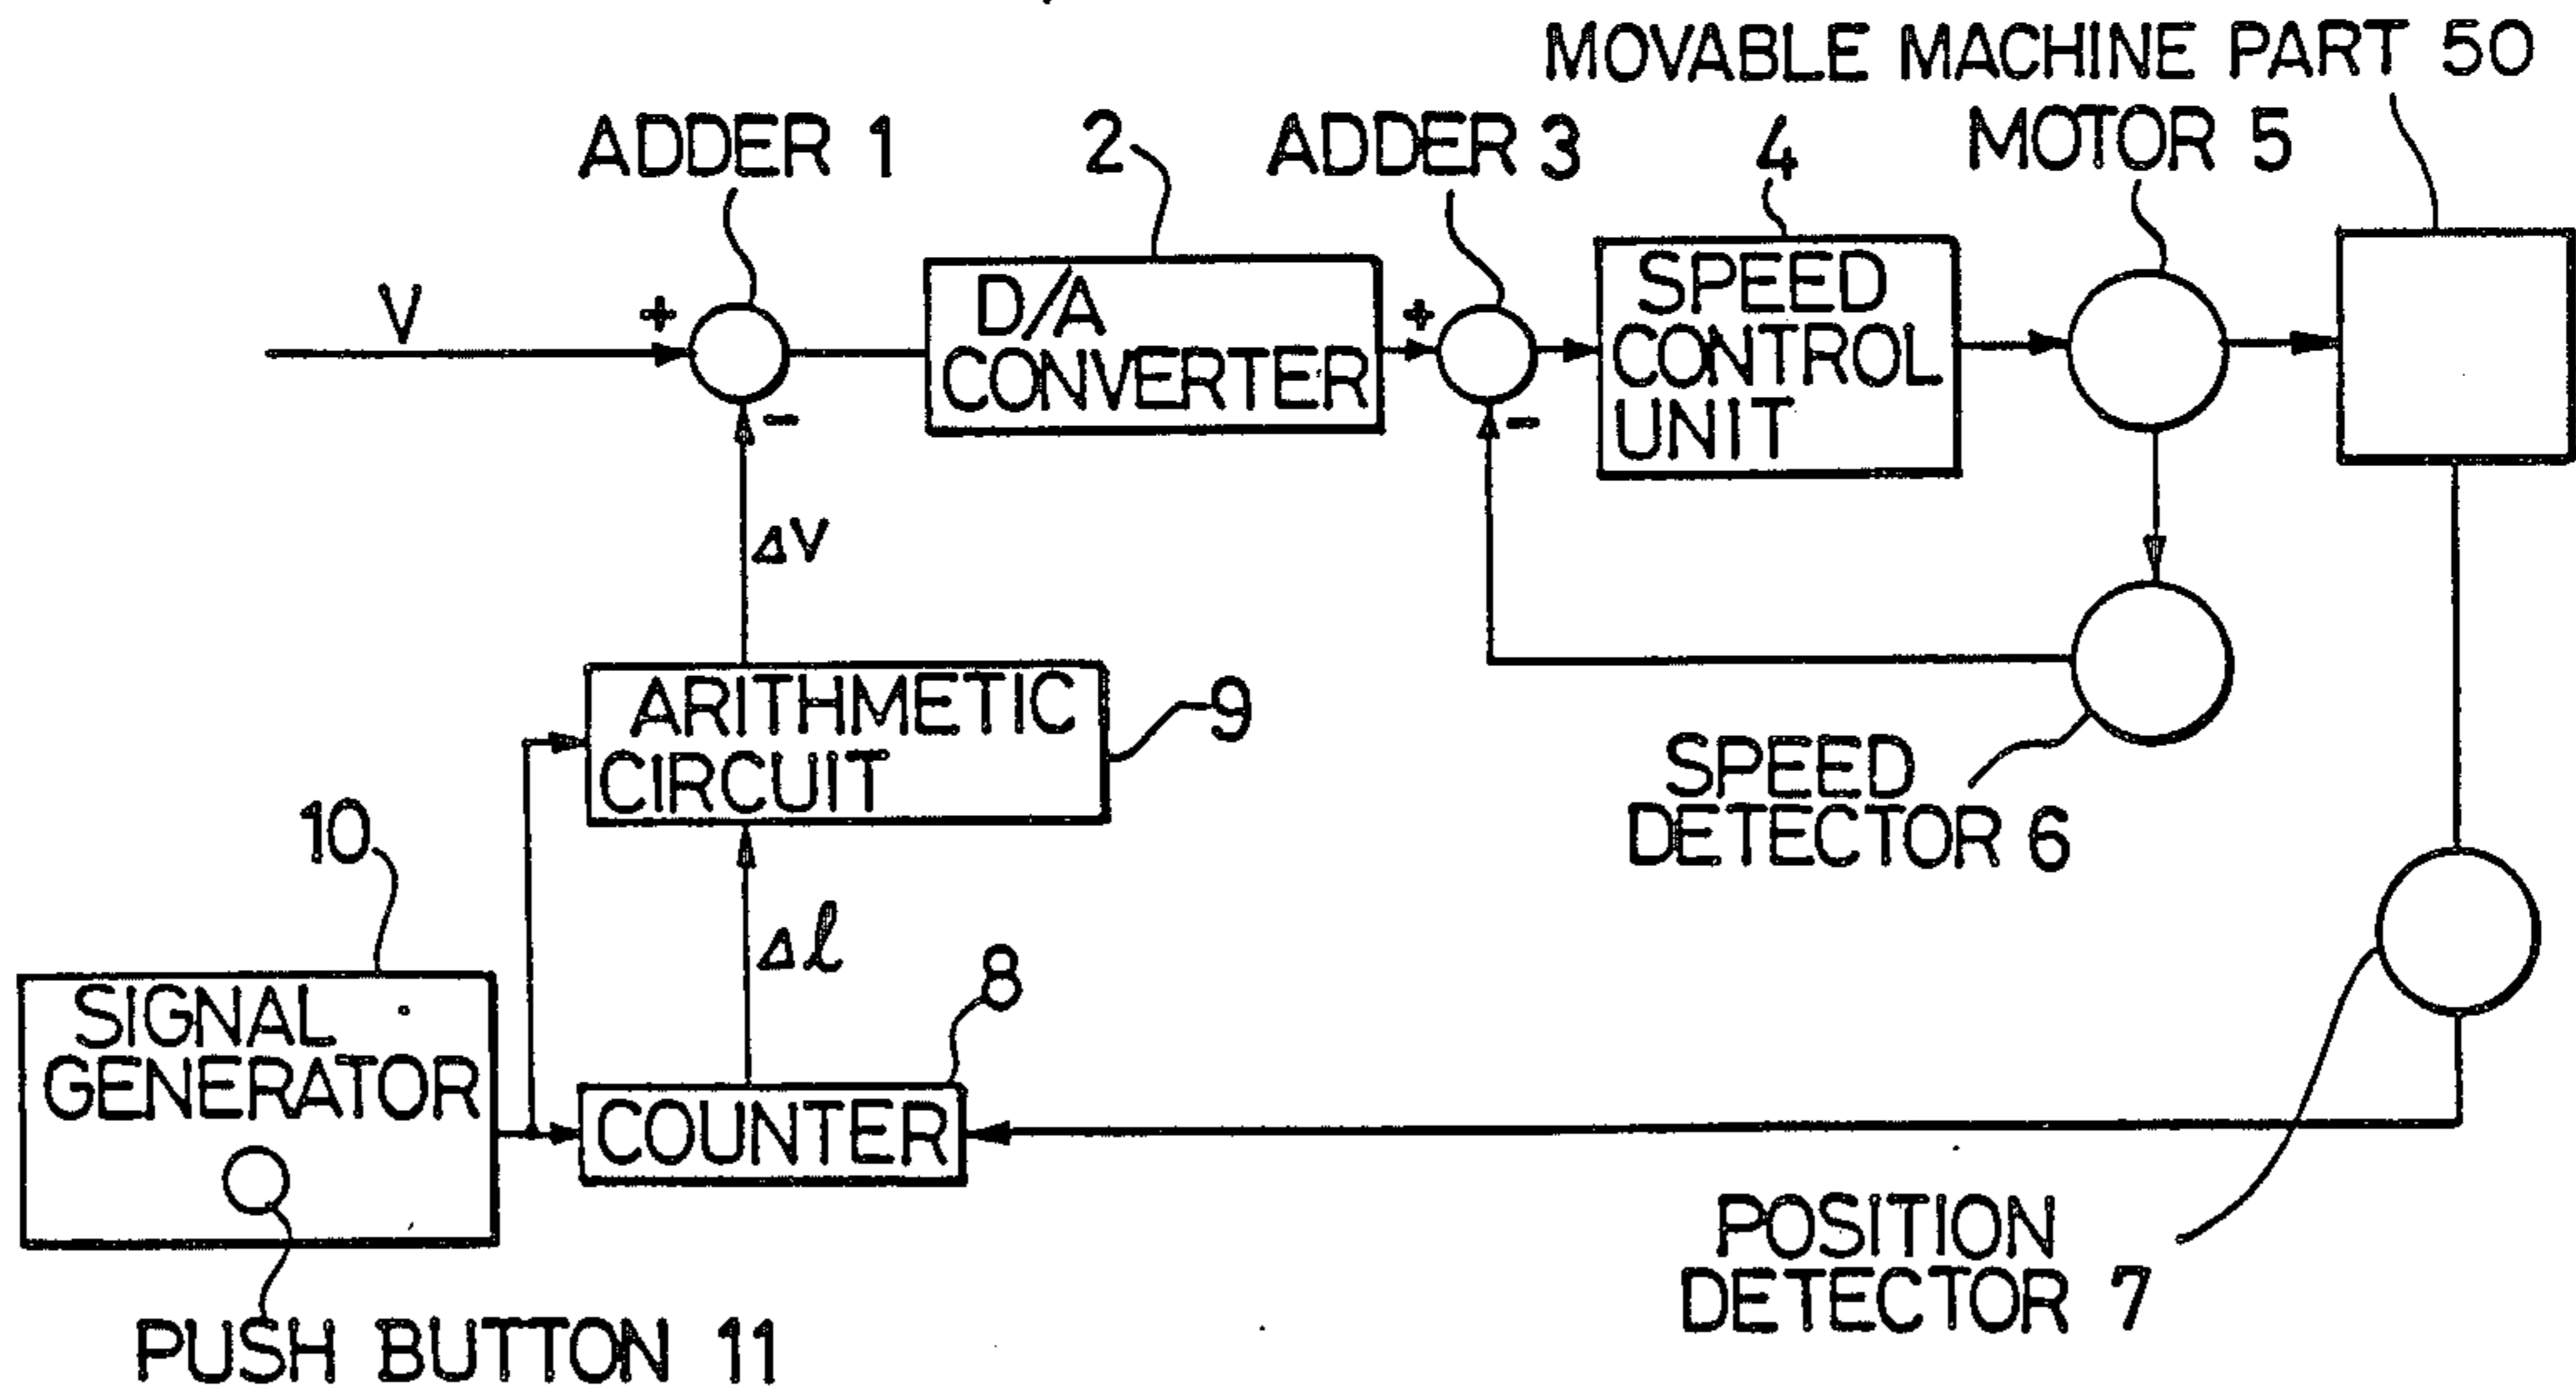 MOVABLE MACHINE PART 50
ADDER 1
2
ADDER 3
4
MOTOR 5
V
+
-
D/A
CONVERTER
+
-
SPEED
CONTROL
UNIT
ΔV
ARITHMETIC
CIRCUIT
9
SPEED
DETECTOR 6
10
Δℓ
8
SIGNAL
GENERATOR
COUNTER
POSITION
DETECTOR 7
PUSH BUTTON 11